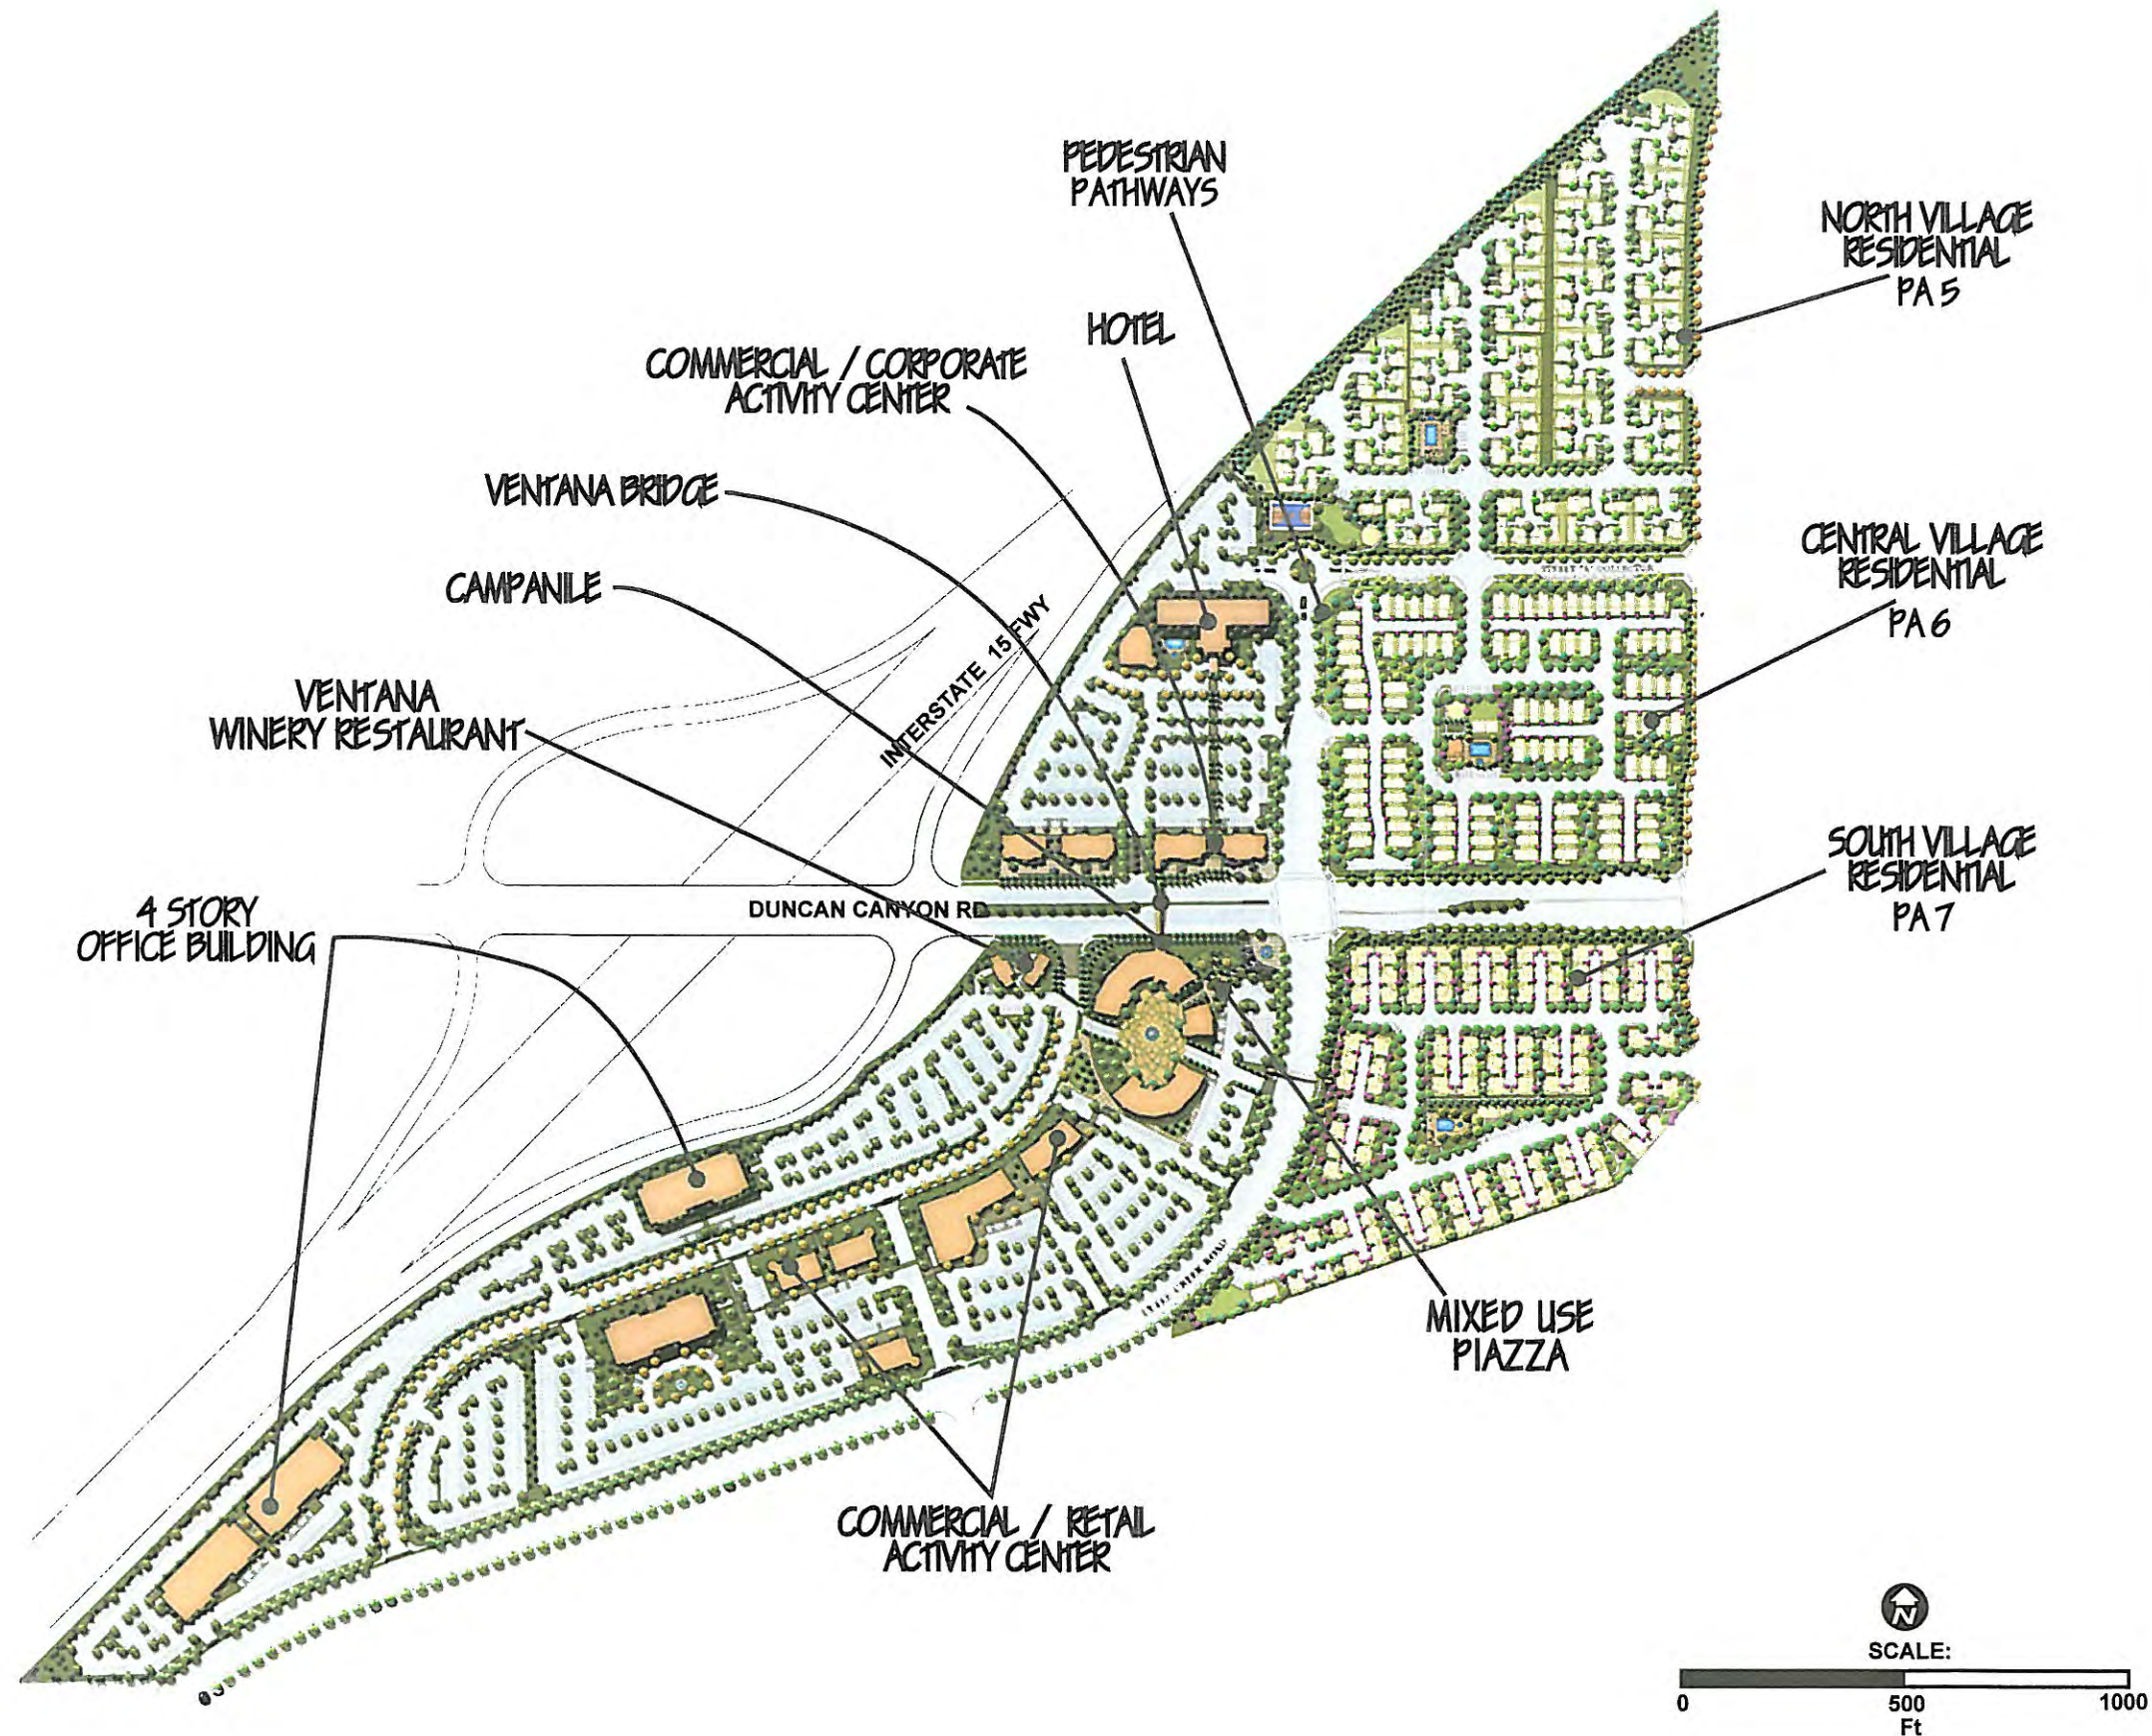 PEDESTRIAN
PATHWAYS
NORTH VILLAGE
RESIDENTIAL
PA 5
HOTEL
COMMERCIAL / CORPORATE
ACTIVITY CENTER
VENTANA BRIDGE
CENTRAL VILLAGE
RESIDENTIAL
PA 6
STREET "A" COLLECTOR
CAMPANILE
INTERSTATE 15 FWY
VENTANA
WINERY RESTAURANT
SOUTH VILLAGE
RESIDENTIAL
PA 7
4 STORY
OFFICE BUILDING
DUNCAN CANYON RD
MIXED USE
PIAZZA
COMMERCIAL / RETAIL
ACTIVITY CENTER
N
SCALE:
0 500 1000
Ft